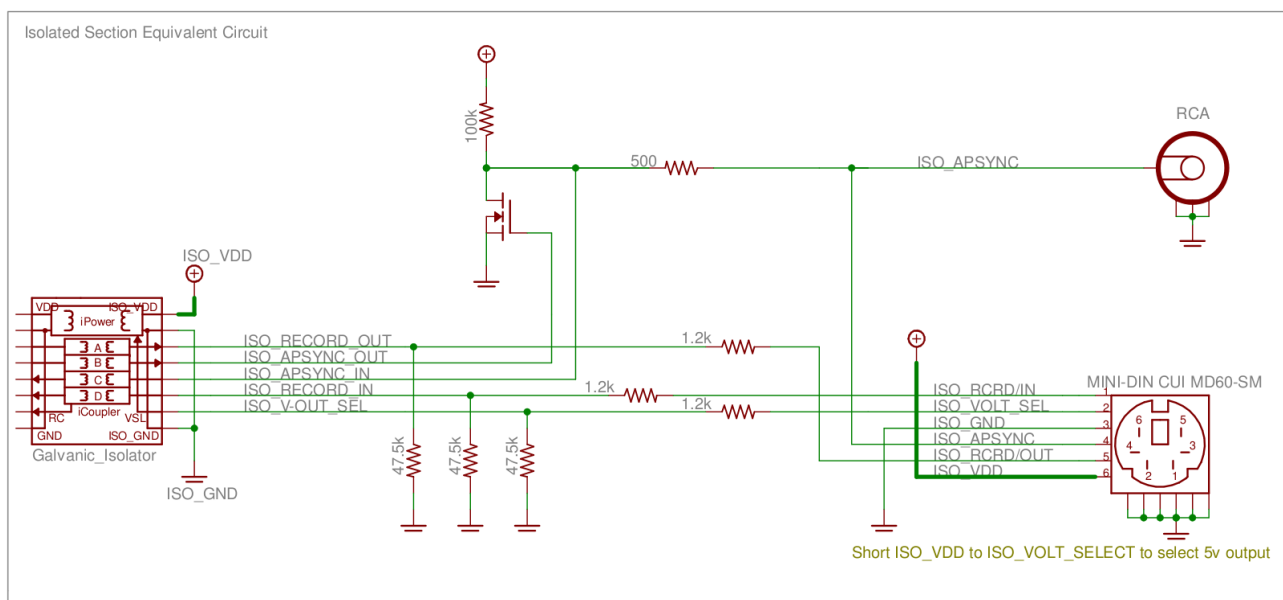 Isolated Section Equivalent Circuit
100k
RCA
500
ISO_APSYNC
ISO_VDD
VDD
ISO_VDD
iPower
A
B
C
D
iCoupler
RC
VSL
GND
ISO_GND
Galvanic_Isolator
ISO_GND
ISO_RECORD_OUT
ISO_APSYNC_OUT
ISO_APSYNC_IN
ISO_RECORD_IN
ISO_V-OUT_SEL
1.2k
1.2k
1.2k
47.5k
47.5k
47.5k
MINI-DIN CUI MD60-SM
ISO_RCRD/IN
1
ISO_VOLT_SEL
2
ISO_GND
3
ISO_APSYNC
4
ISO_RCRD/OUT
5
ISO_VDD
6
6
5
4
3
2
1
Short ISO_VDD to ISO_VOLT_SELECT to select 5v output